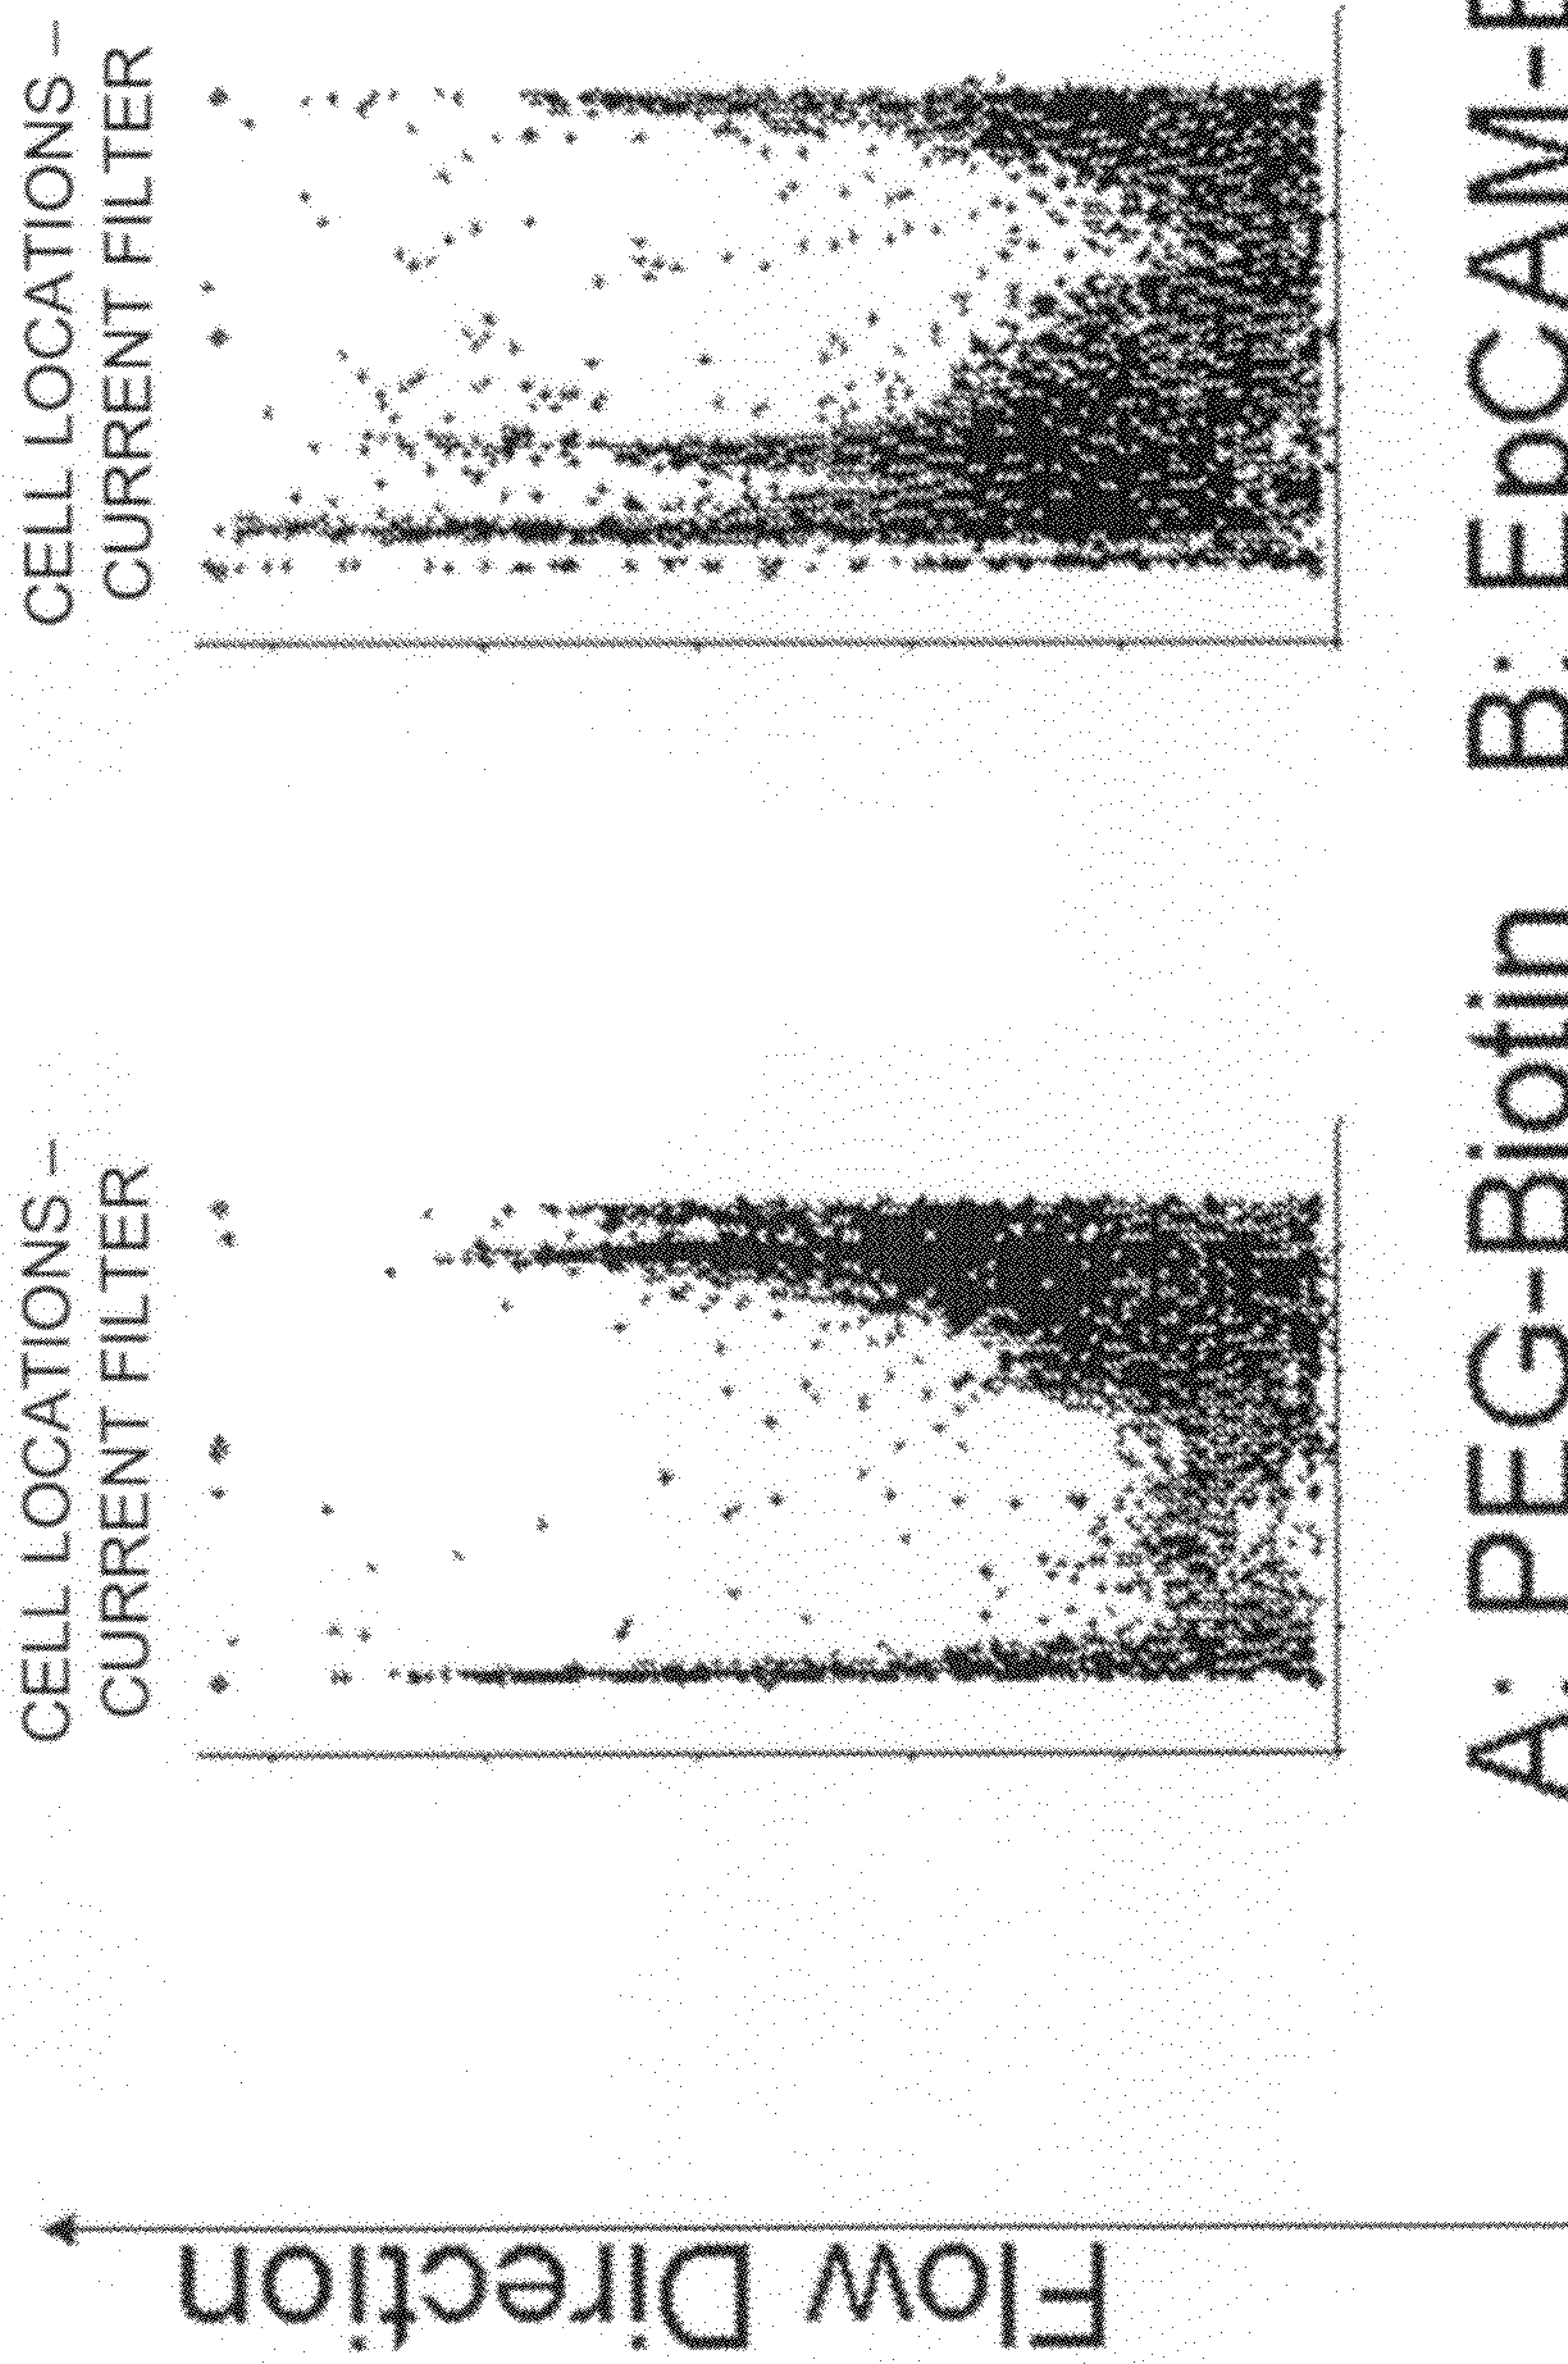 Flow Direction
CELL LOCATIONS –
CURRENT FILTER
CELL LOCATIONS –
CURRENT FILTER
A: PEG-Biotin B: EpCAM-